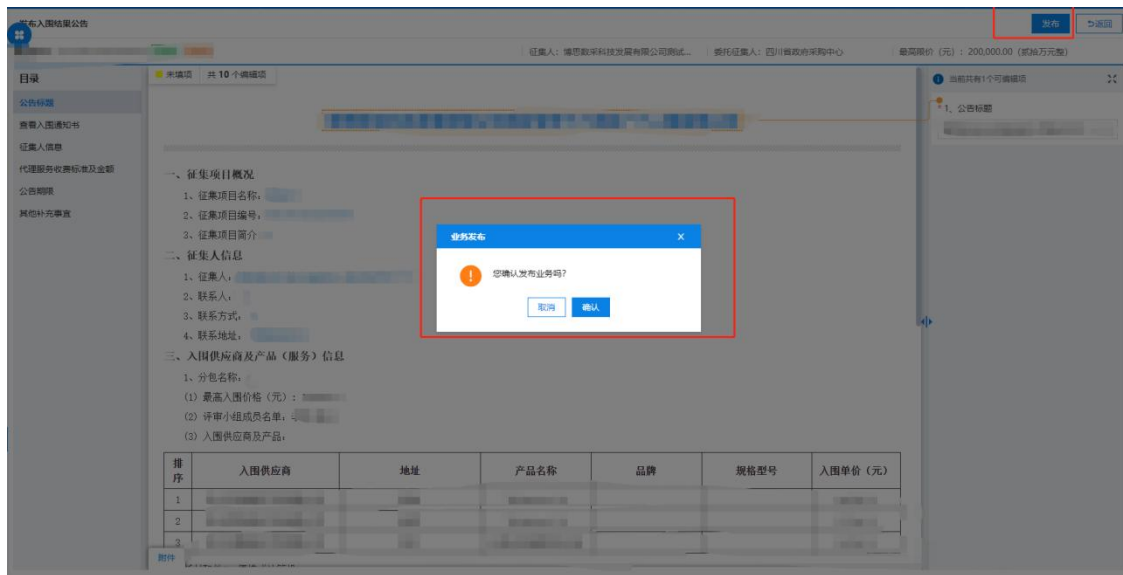 发布入围结果公告
发布
返回
征集人：博思数采科技发展有限公司测试...
委托征集人：四川省政府采购中心
最高限价（元）：200,000.00（贰拾万元整）
目录
公告标题
查看入围通知书
征集人信息
代理服务收费标准及金额
公告期限
其他补充事宜
未填项 共 10 个编辑项
一、征集项目概况
1、征集项目名称：
2、征集项目编号：
3、征集项目简介
二、征集人信息
1、征集人：
2、联系人：
3、联系方式：
4、联系地址：
三、入围供应商及产品（服务）信息
1、分包名称：
（1）最高入围价格（元）：
（2）评审小组成员名单：
（3）入围供应商及产品：
排序 入围供应商 地址 产品名称 品牌 规格型号 入围单价（元）
1
2
3
附件
业务发布
×
您确认发布业务吗?
取消 确认
当前共有1个可编辑项
1、公告标题